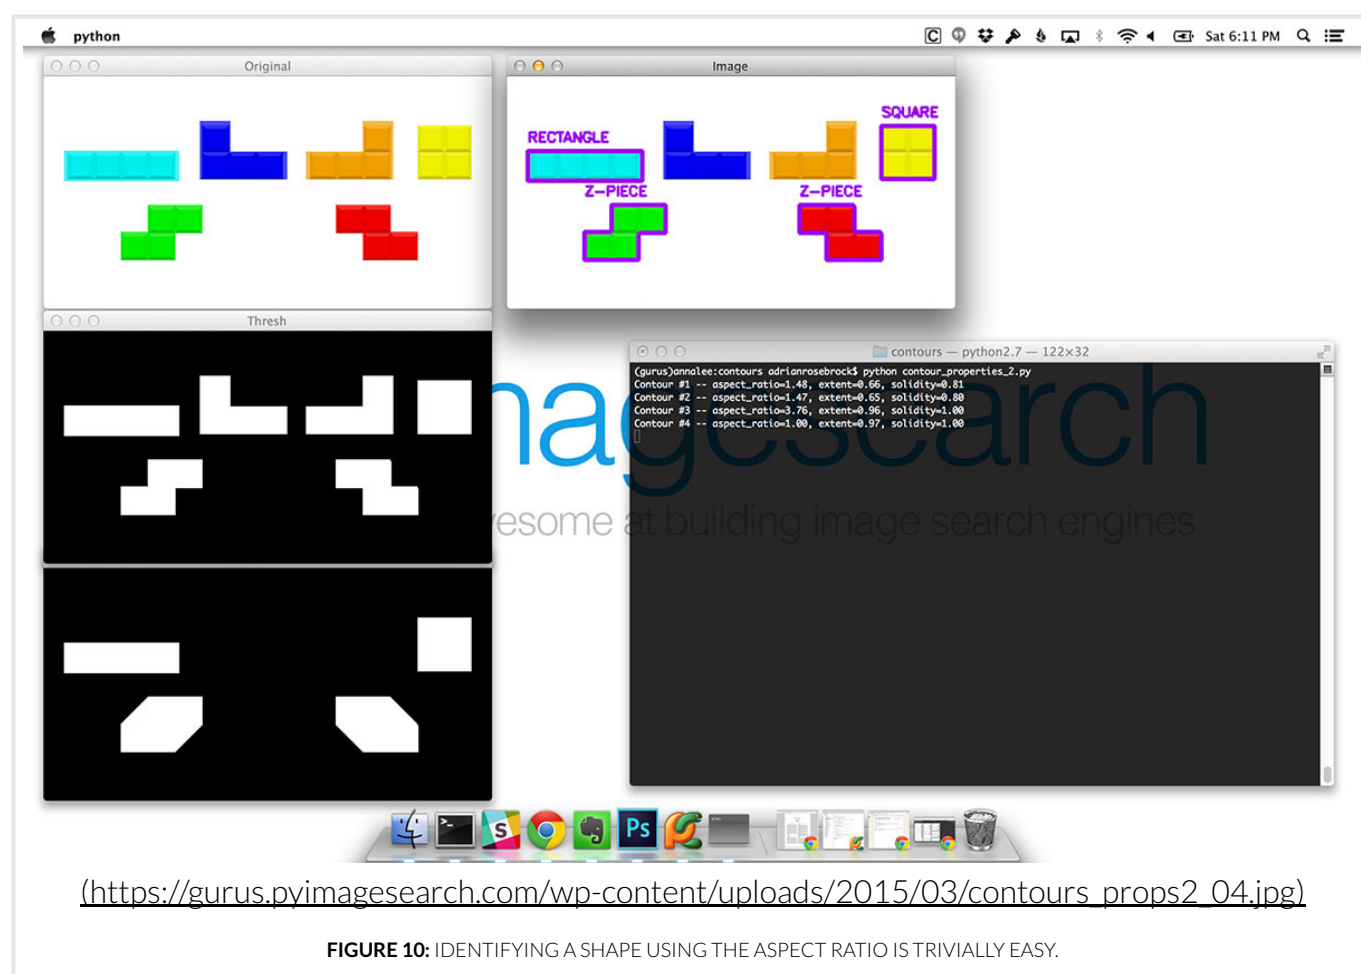 python
Sat 6:11 PM
Original
Image
RECTANGLE
SQUARE
Z-PIECE
Z-PIECE
Thresh
contours — python2.7 — 122×32
(gurus)annalee:contours adrianrosebrock$ python contour_properties_2.py
Contour #1 -- aspect_ratio=1.48, extent=0.66, solidity=0.81
Contour #2 -- aspect_ratio=1.47, extent=0.65, solidity=0.80
Contour #3 -- aspect_ratio=3.76, extent=0.96, solidity=1.00
Contour #4 -- aspect_ratio=1.00, extent=0.97, solidity=1.00
magesearch
esome at building image search engines
S
Ps
(https://gurus.pyimagesearch.com/wp-content/uploads/2015/03/contours_props2_04.jpg)
FIGURE 10: IDENTIFYING A SHAPE USING THE ASPECT RATIO IS TRIVIALLY EASY.